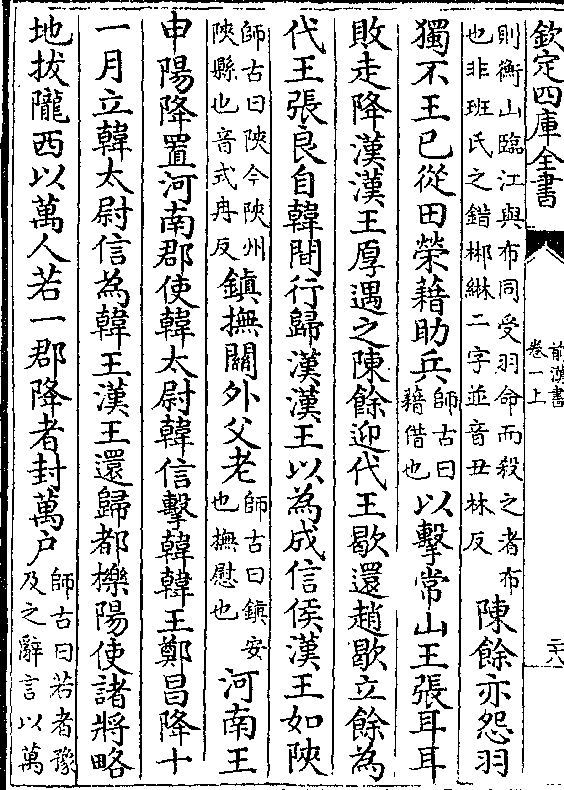 欽定四庫全書
前漢書
卷一上
二十八
則衡山臨江與布同受羽命而殺之者布
也非班氏之錯郴綝二字並音丑林反
陳餘亦怨羽
獨不王已從田榮藉助兵
師古曰
藉借也
以擊常山王張耳耳
敗走降漢漢王厚遇之陳餘迎代王歇還趙歇立餘為
代王張良自韓間行歸漢漢王以為成信侯漢王如陜
師古曰陜今陜州
陜縣也音式冉反
鎮撫關外父老
師古曰鎮安
也撫慰也
河南王
申陽降置河南郡使韓太尉韓信擊韓韓王鄭昌降十
一月立韓太尉信為韓王漢王還歸都櫟陽使諸將略
地拔隴西以萬人若一郡降者封萬户
師古曰若者豫
及之辭言以萬